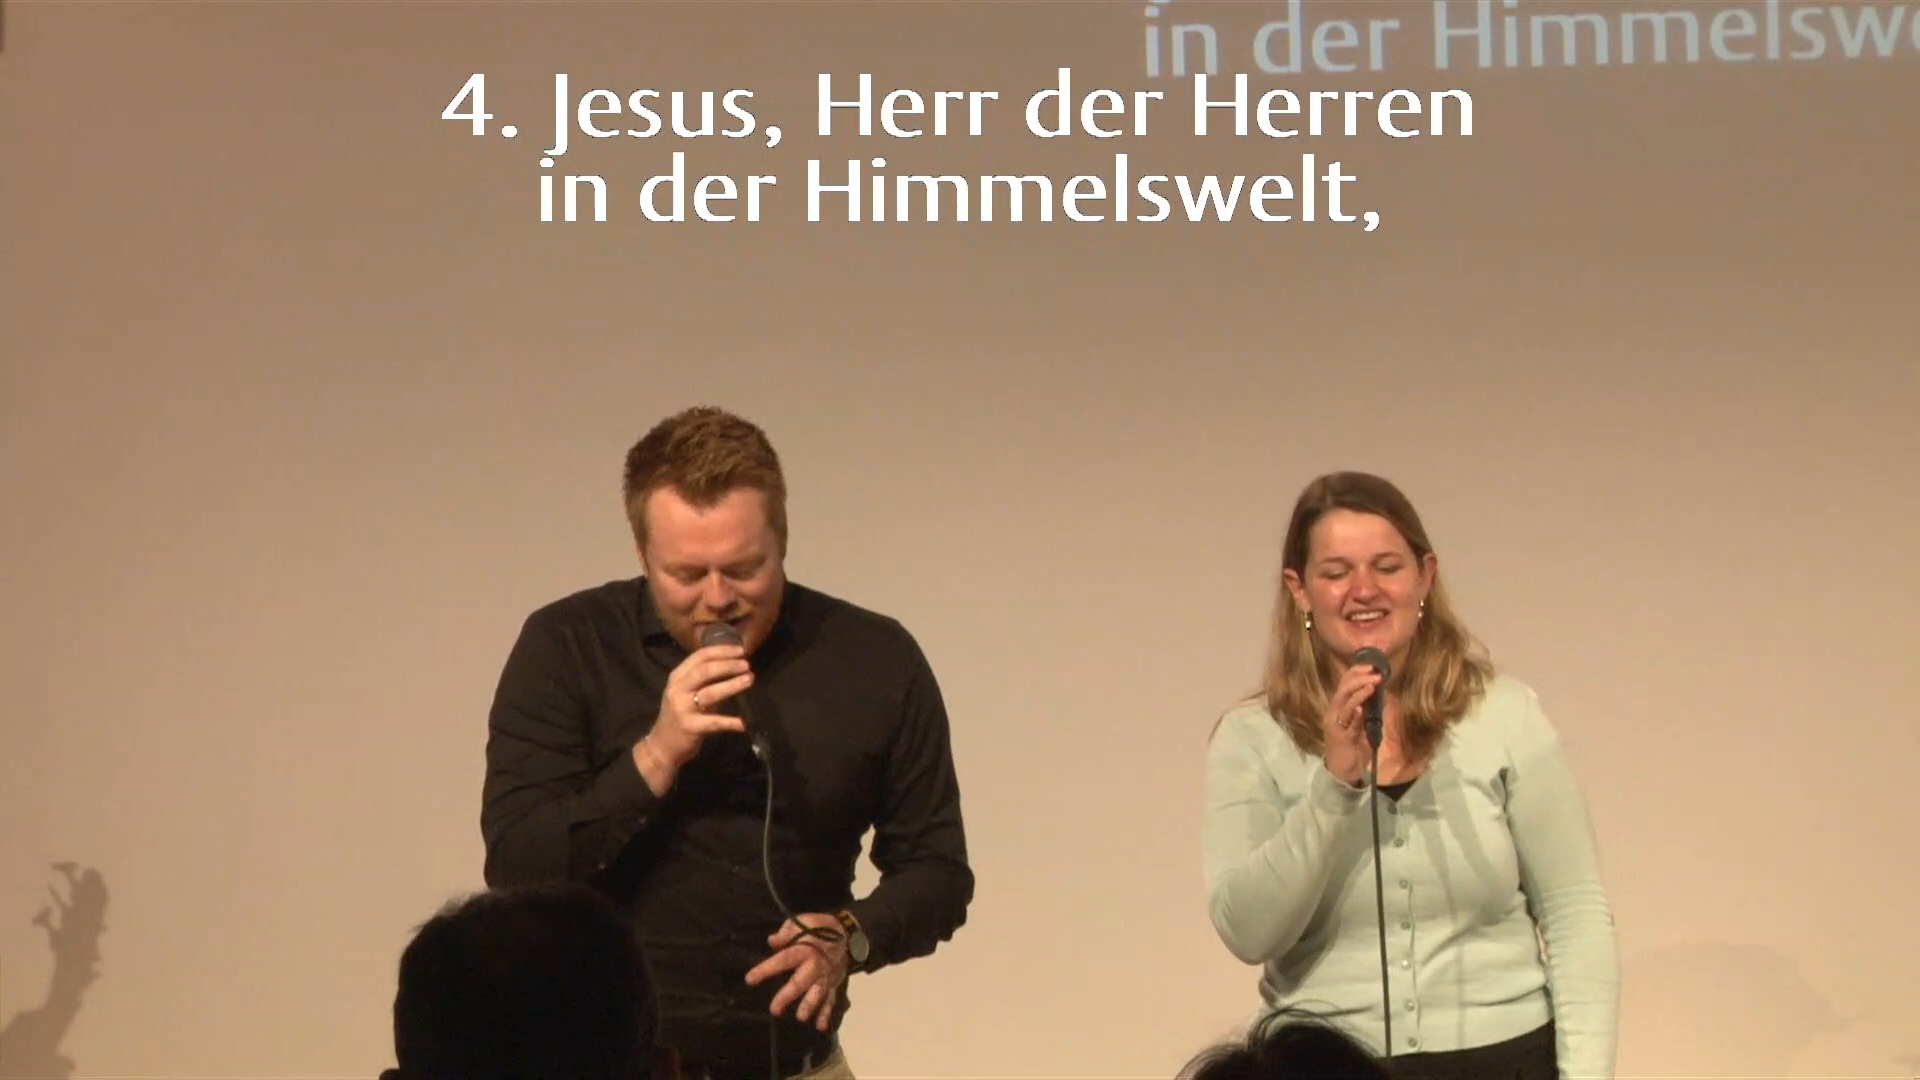 in der Himmelswe
4. Jesus, Herr der Herren
in der Himmelswelt,